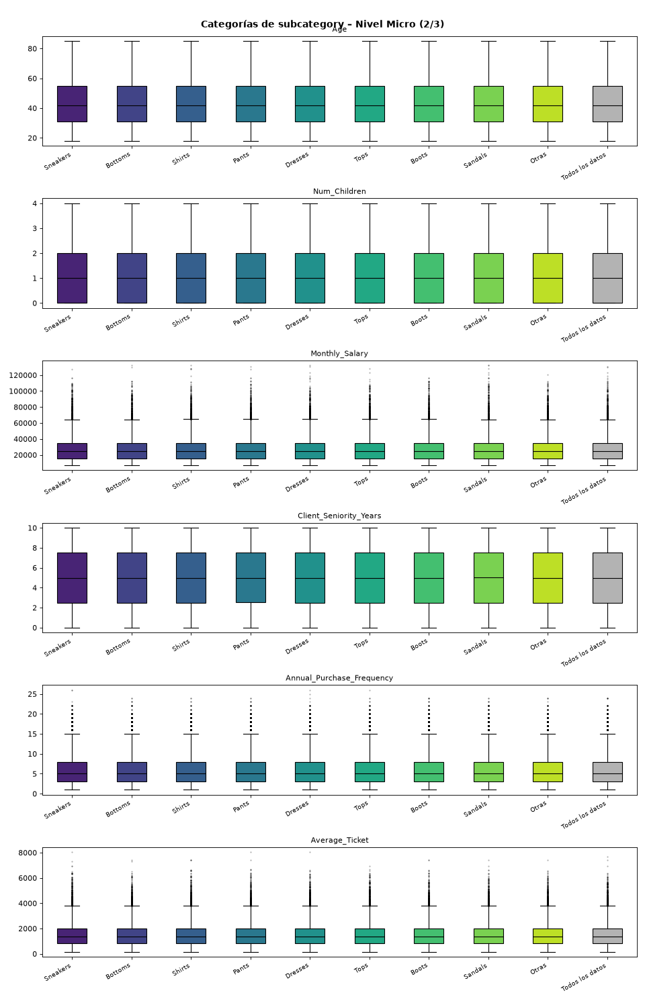 Categorías de subcategory – Nivel Micro (2/3)
Age
80
60
40
20
Sneakers Bottoms Shirts Pants Dresses Tops Boots Sandals Otras Todos los datos
Num_Children
4
3
2
1
0
Sneakers Bottoms Shirts Pants Dresses Tops Boots Sandals Otras Todos los datos
Monthly_Salary
120000
100000
80000
60000
40000
20000
Sneakers Bottoms Shirts Pants Dresses Tops Boots Sandals Otras Todos los datos
Client_Seniority_Years
10
8
6
4
2
0
Sneakers Bottoms Shirts Pants Dresses Tops Boots Sandals Otras Todos los datos
Annual_Purchase_Frequency
25
20
15
10
5
0
Sneakers Bottoms Shirts Pants Dresses Tops Boots Sandals Otras Todos los datos
Average_Ticket
8000
6000
4000
2000
0
Sneakers Bottoms Shirts Pants Dresses Tops Boots Sandals Otras Todos los datos